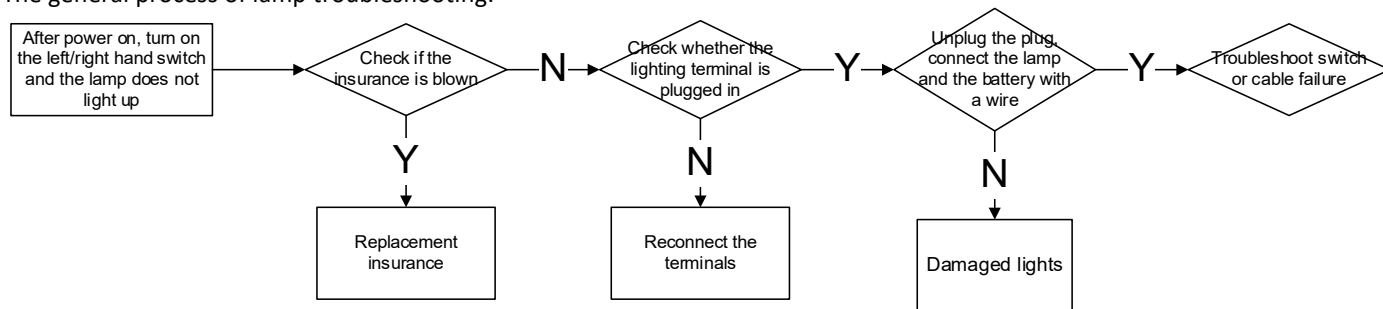 The general process of lamp troubleshooting:
After power on, turn on
the left/right hand switch
and the lamp does not
light up
Check if the
insurance is blown
N
Check whether the
lighting terminal is
plugged in
Y
Unplug the plug,
connect the lamp
and the battery with
a wire
Y
Troubleshoot switch
or cable failure
Y
N
N
Replacement
insurance
Reconnect the
terminals
Damaged lights